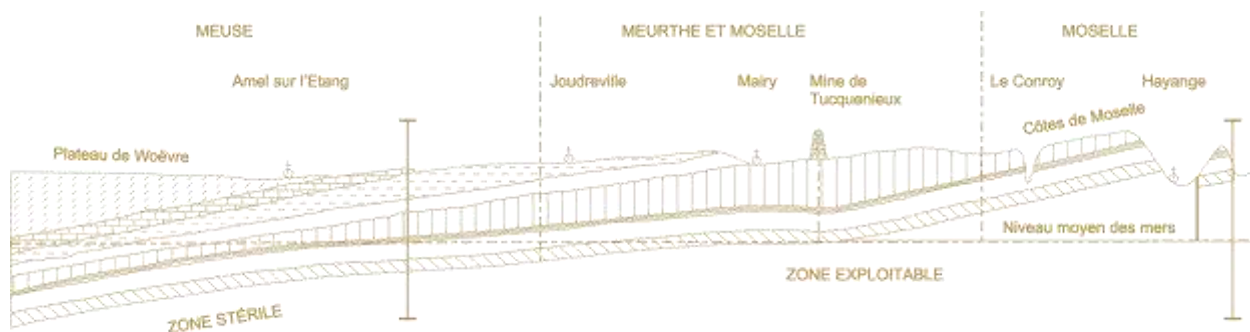 MEUSE
MEURTHE ET MOSELLE
MOSELLE
Amel sur l'Etang
Joudreville
Mairy
Mine de
Tucquenieux
Le Conroy
Hayange
Côtes de Moselle
Plateau de Woëvre
Niveau moyen des mers
ZONE EXPLOITABLE
ZONE STÉRILE